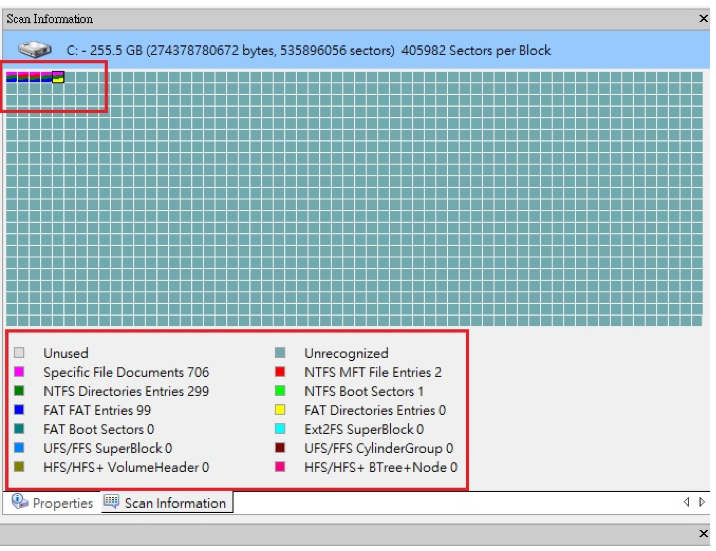 Scan Information
C: - 255.5 GB (274378780672 bytes, 535896056 sectors) 405982 Sectors per Block
Unused
Unrecognized
Specific File Documents 706
NTFS MFT File Entries 2
NTFS Directories Entries 299
NTFS Boot Sectors 1
FAT FAT Entries 99
FAT Directories Entries 0
FAT Boot Sectors 0
Ext2FS SuperBlock 0
UFS/FFS SuperBlock 0
UFS/FFS CylinderGroup 0
HFS/HFS+ VolumeHeader 0
HFS/HFS+ BTree+Node 0
Properties
Scan Information